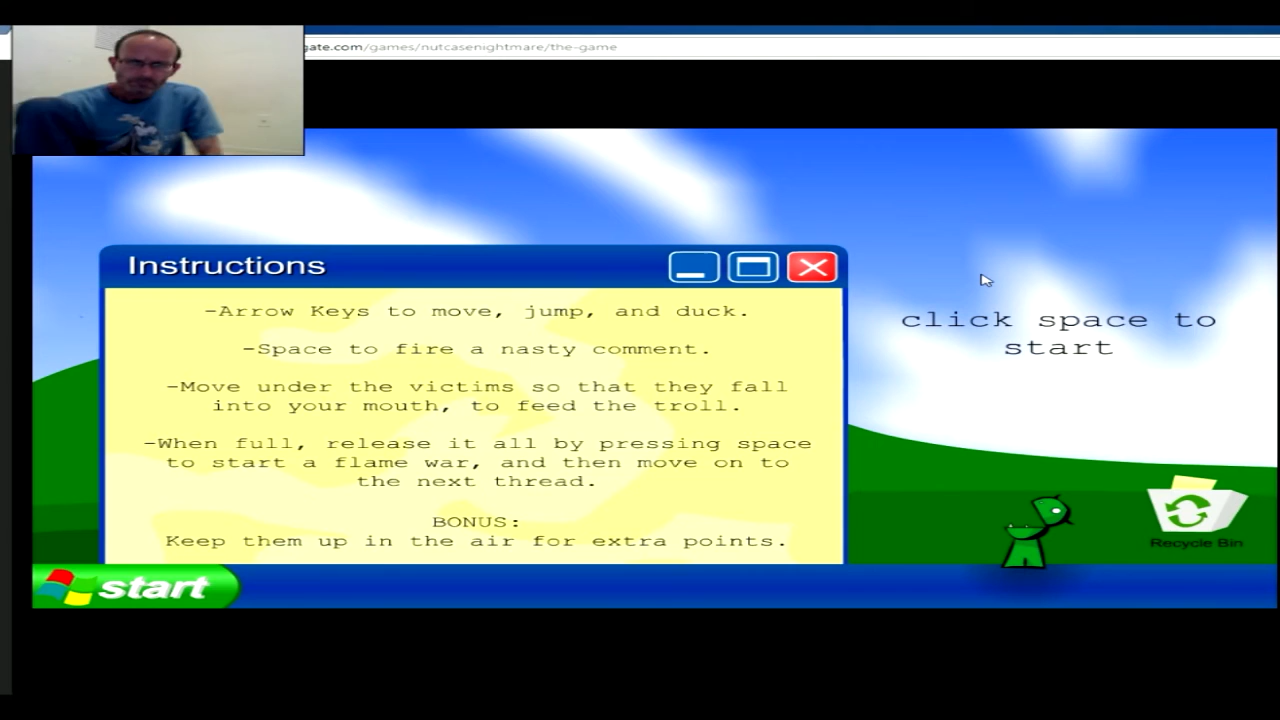 gate.com/games/nutcasenightmare/the-game
Instructions
-Arrow Keys to move, jump, and duck.
-Space to fire a nasty comment.
-Move under the victims so that they fall
into your mouth, to feed the troll.
-When full, release it all by pressing space
to start a flame war, and then move on to
the next thread.
BONUS:
Keep them up in the air for extra points.
click space to
start
Recycle Bin
start